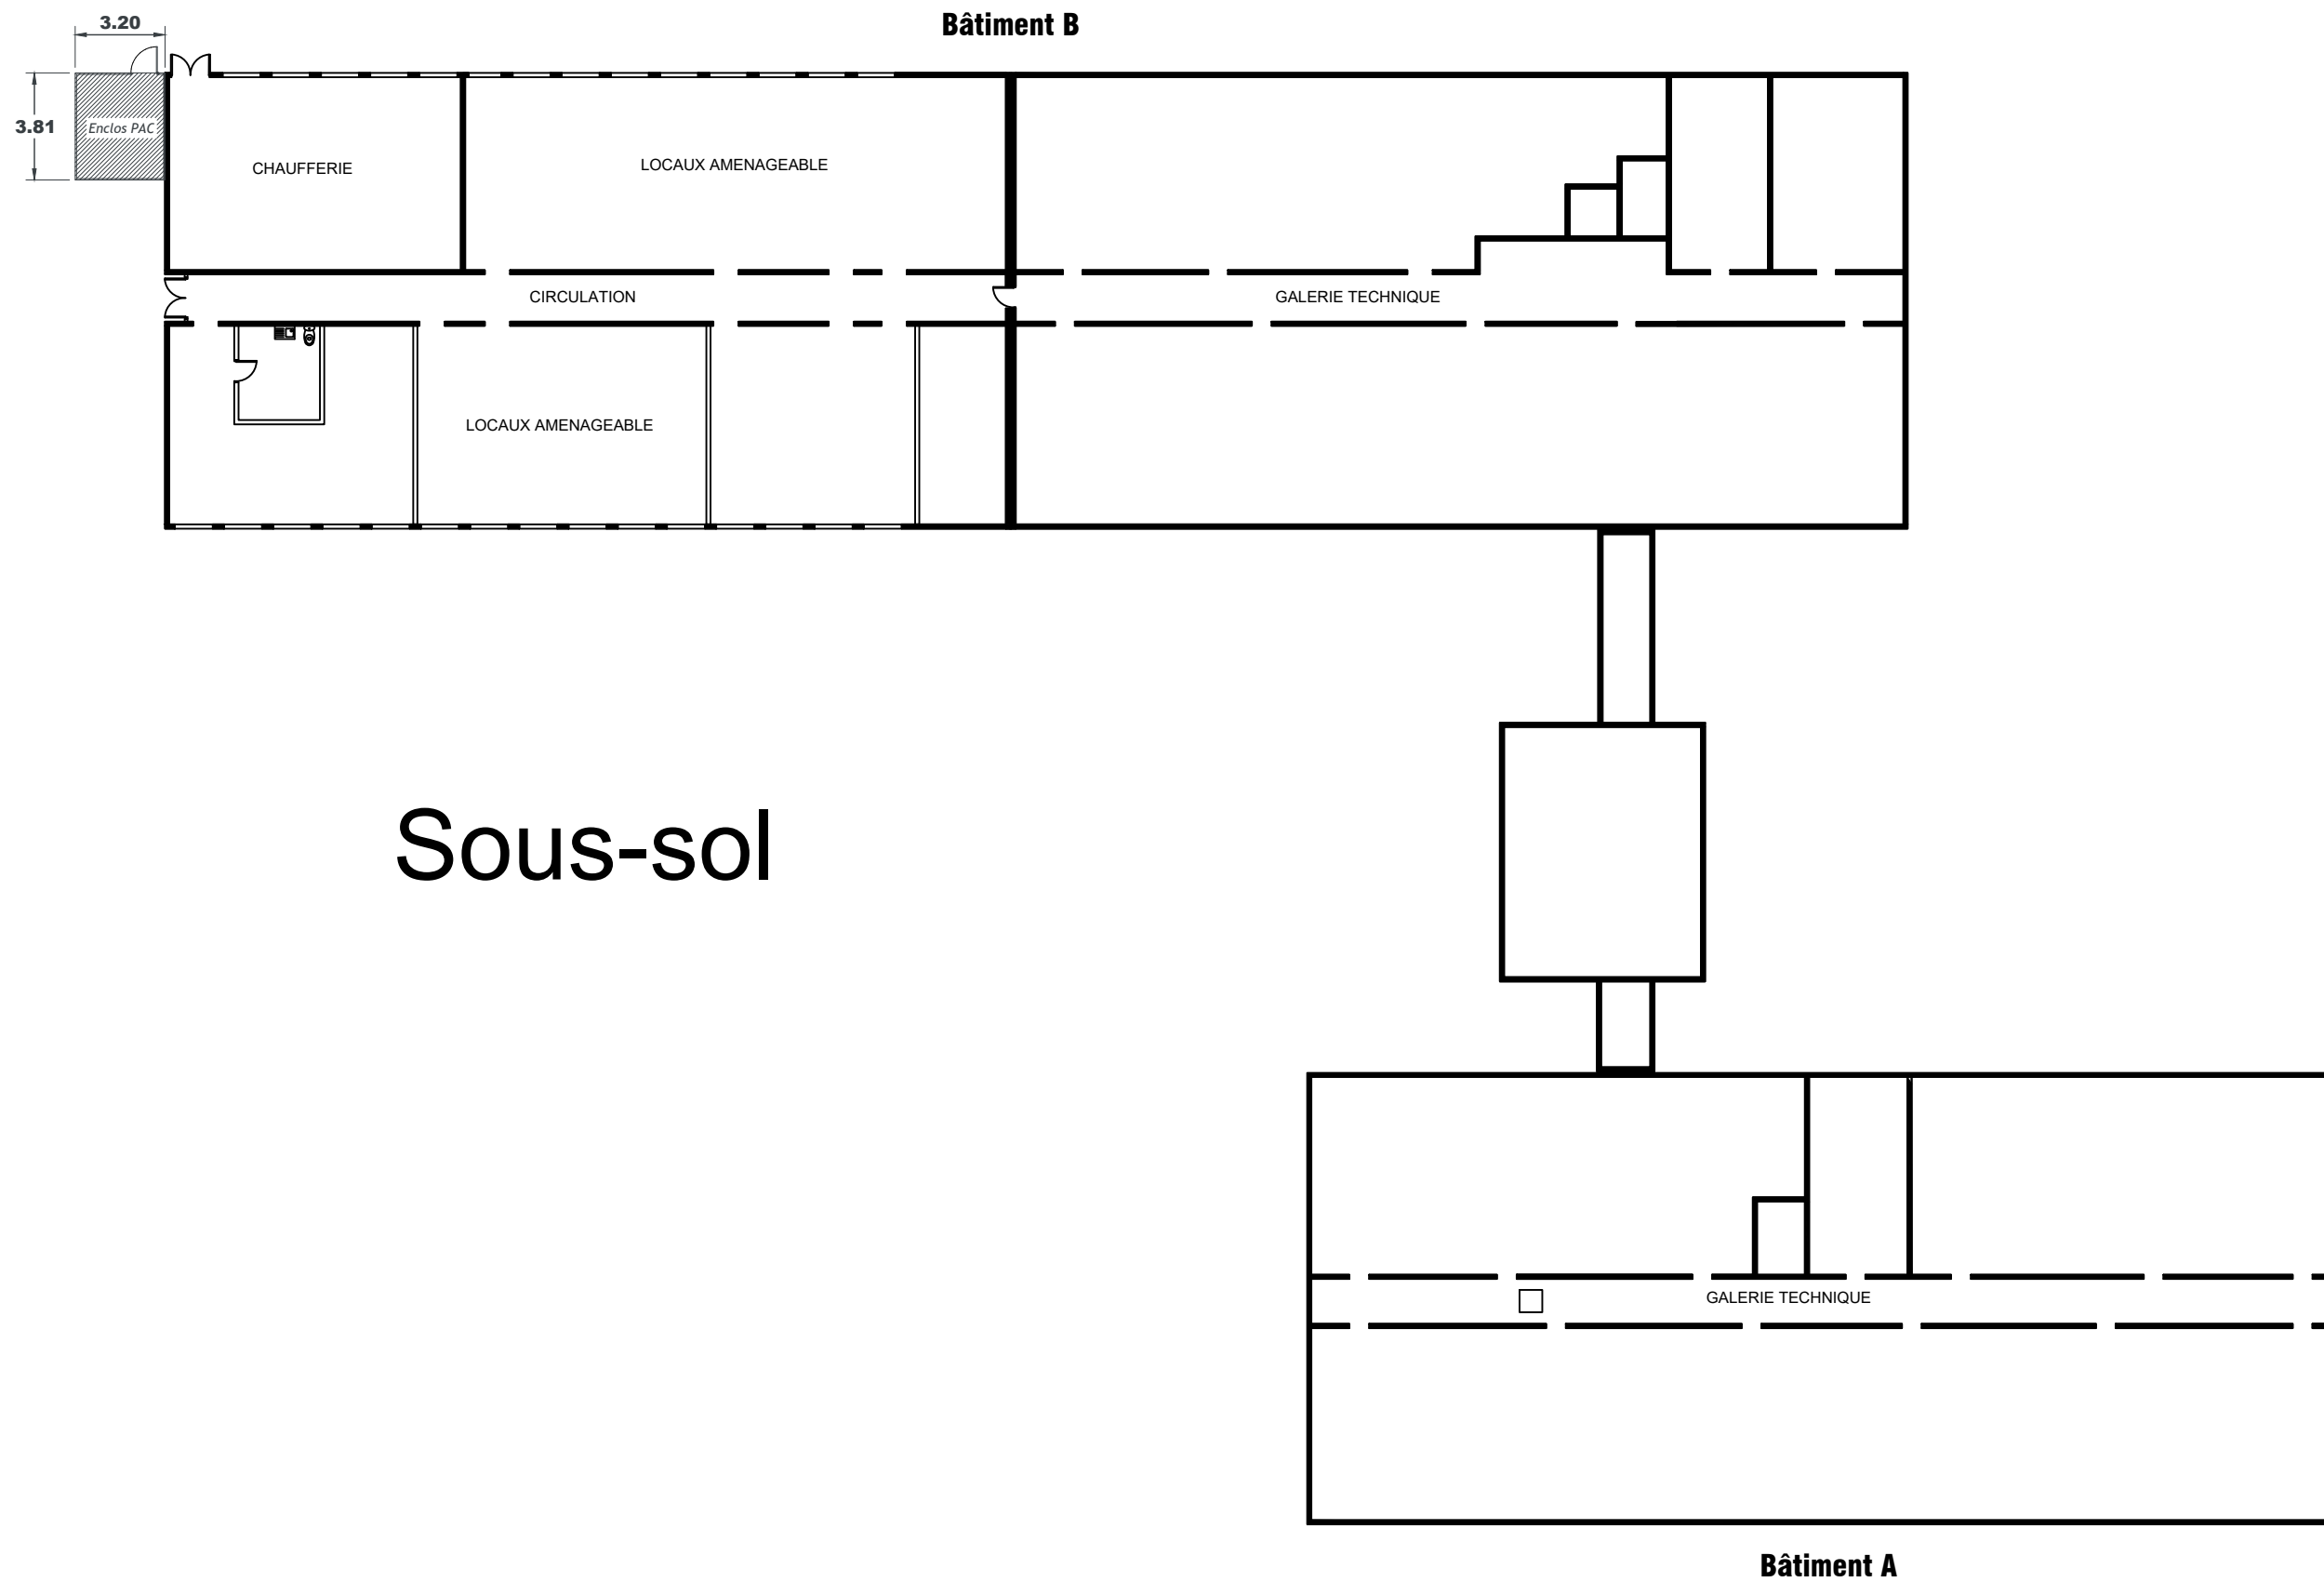 Bâtiment B
3.20
3.81
Enclos PAC
CHAUFFERIE
LOCAUX AMENAGEABLE
CIRCULATION
GALERIE TECHNIQUE
LOCAUX AMENAGEABLE
Sous-sol
GALERIE TECHNIQUE
Bâtiment A